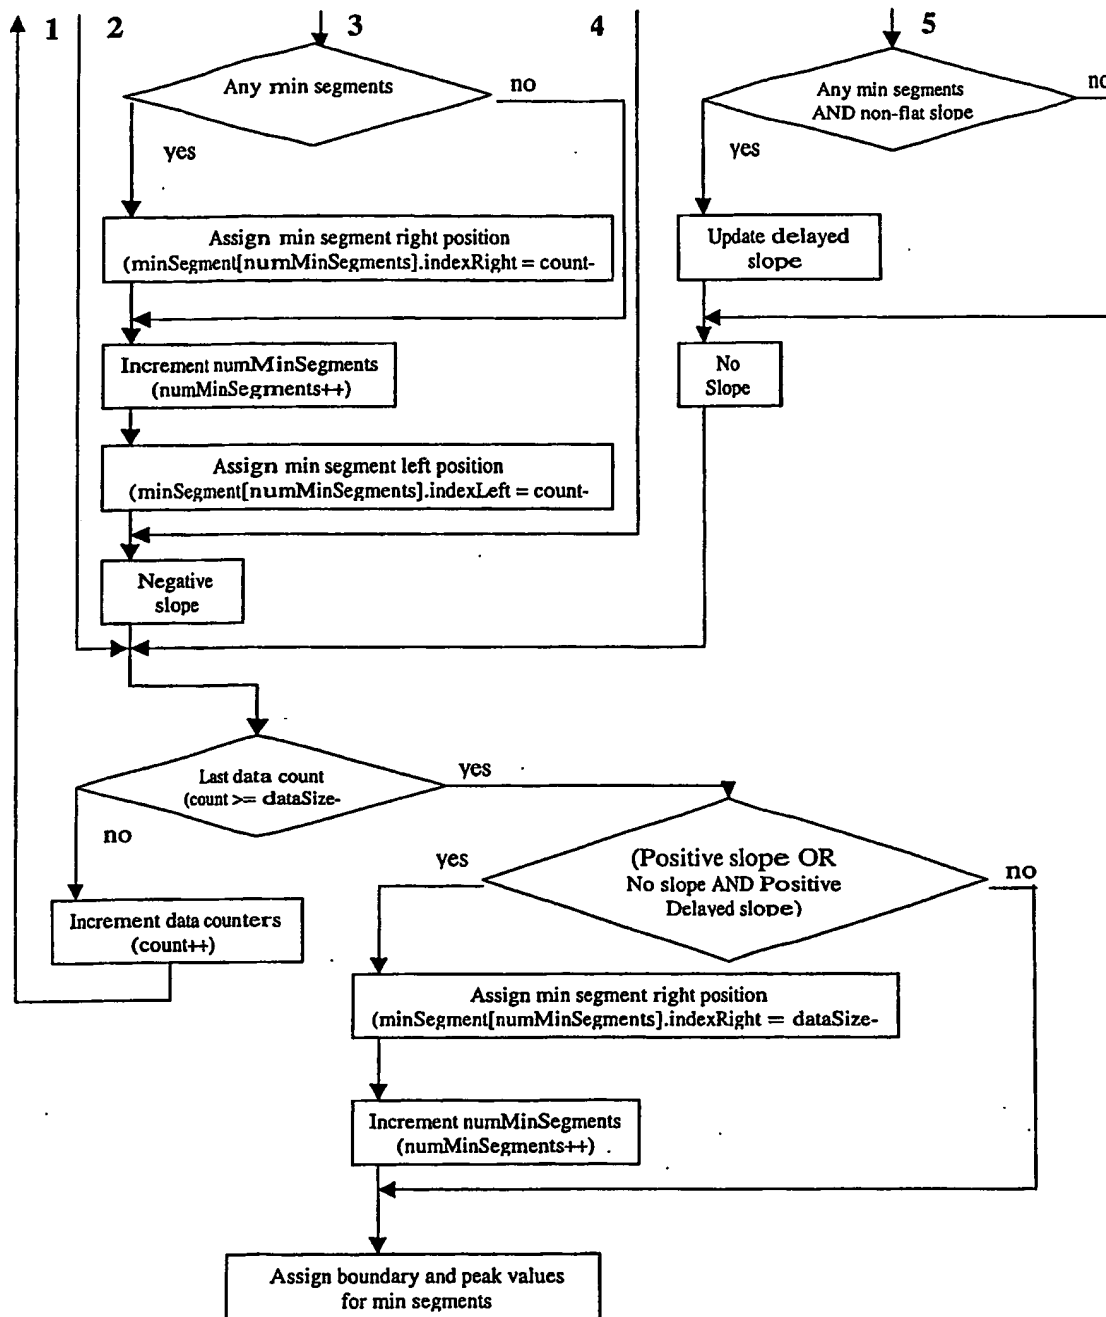 1 2 3 4 5
Any min segments
no
yes
Assign min segment right position
(minSegment[numMinSegments].indexRight = count-
Increment numMinSegments
(numMinSegments++)
Assign min segment left position
(minSegment[numMinSegments].indexLeft = count-
Negative
slope
Any min segments
AND non-flat slope
no
yes
Update delayed
slope
No
Slope
Last data count
(count >= dataSize-
yes
no
Increment data counters
(count++)
(Positive slope OR
No slope AND Positive
Delayed slope)
yes
no
Assign min segment right position
(minSegment[numMinSegments].indexRight = dataSize-
Increment numMinSegments
(numMinSegments++)
Assign boundary and peak values
for min segments